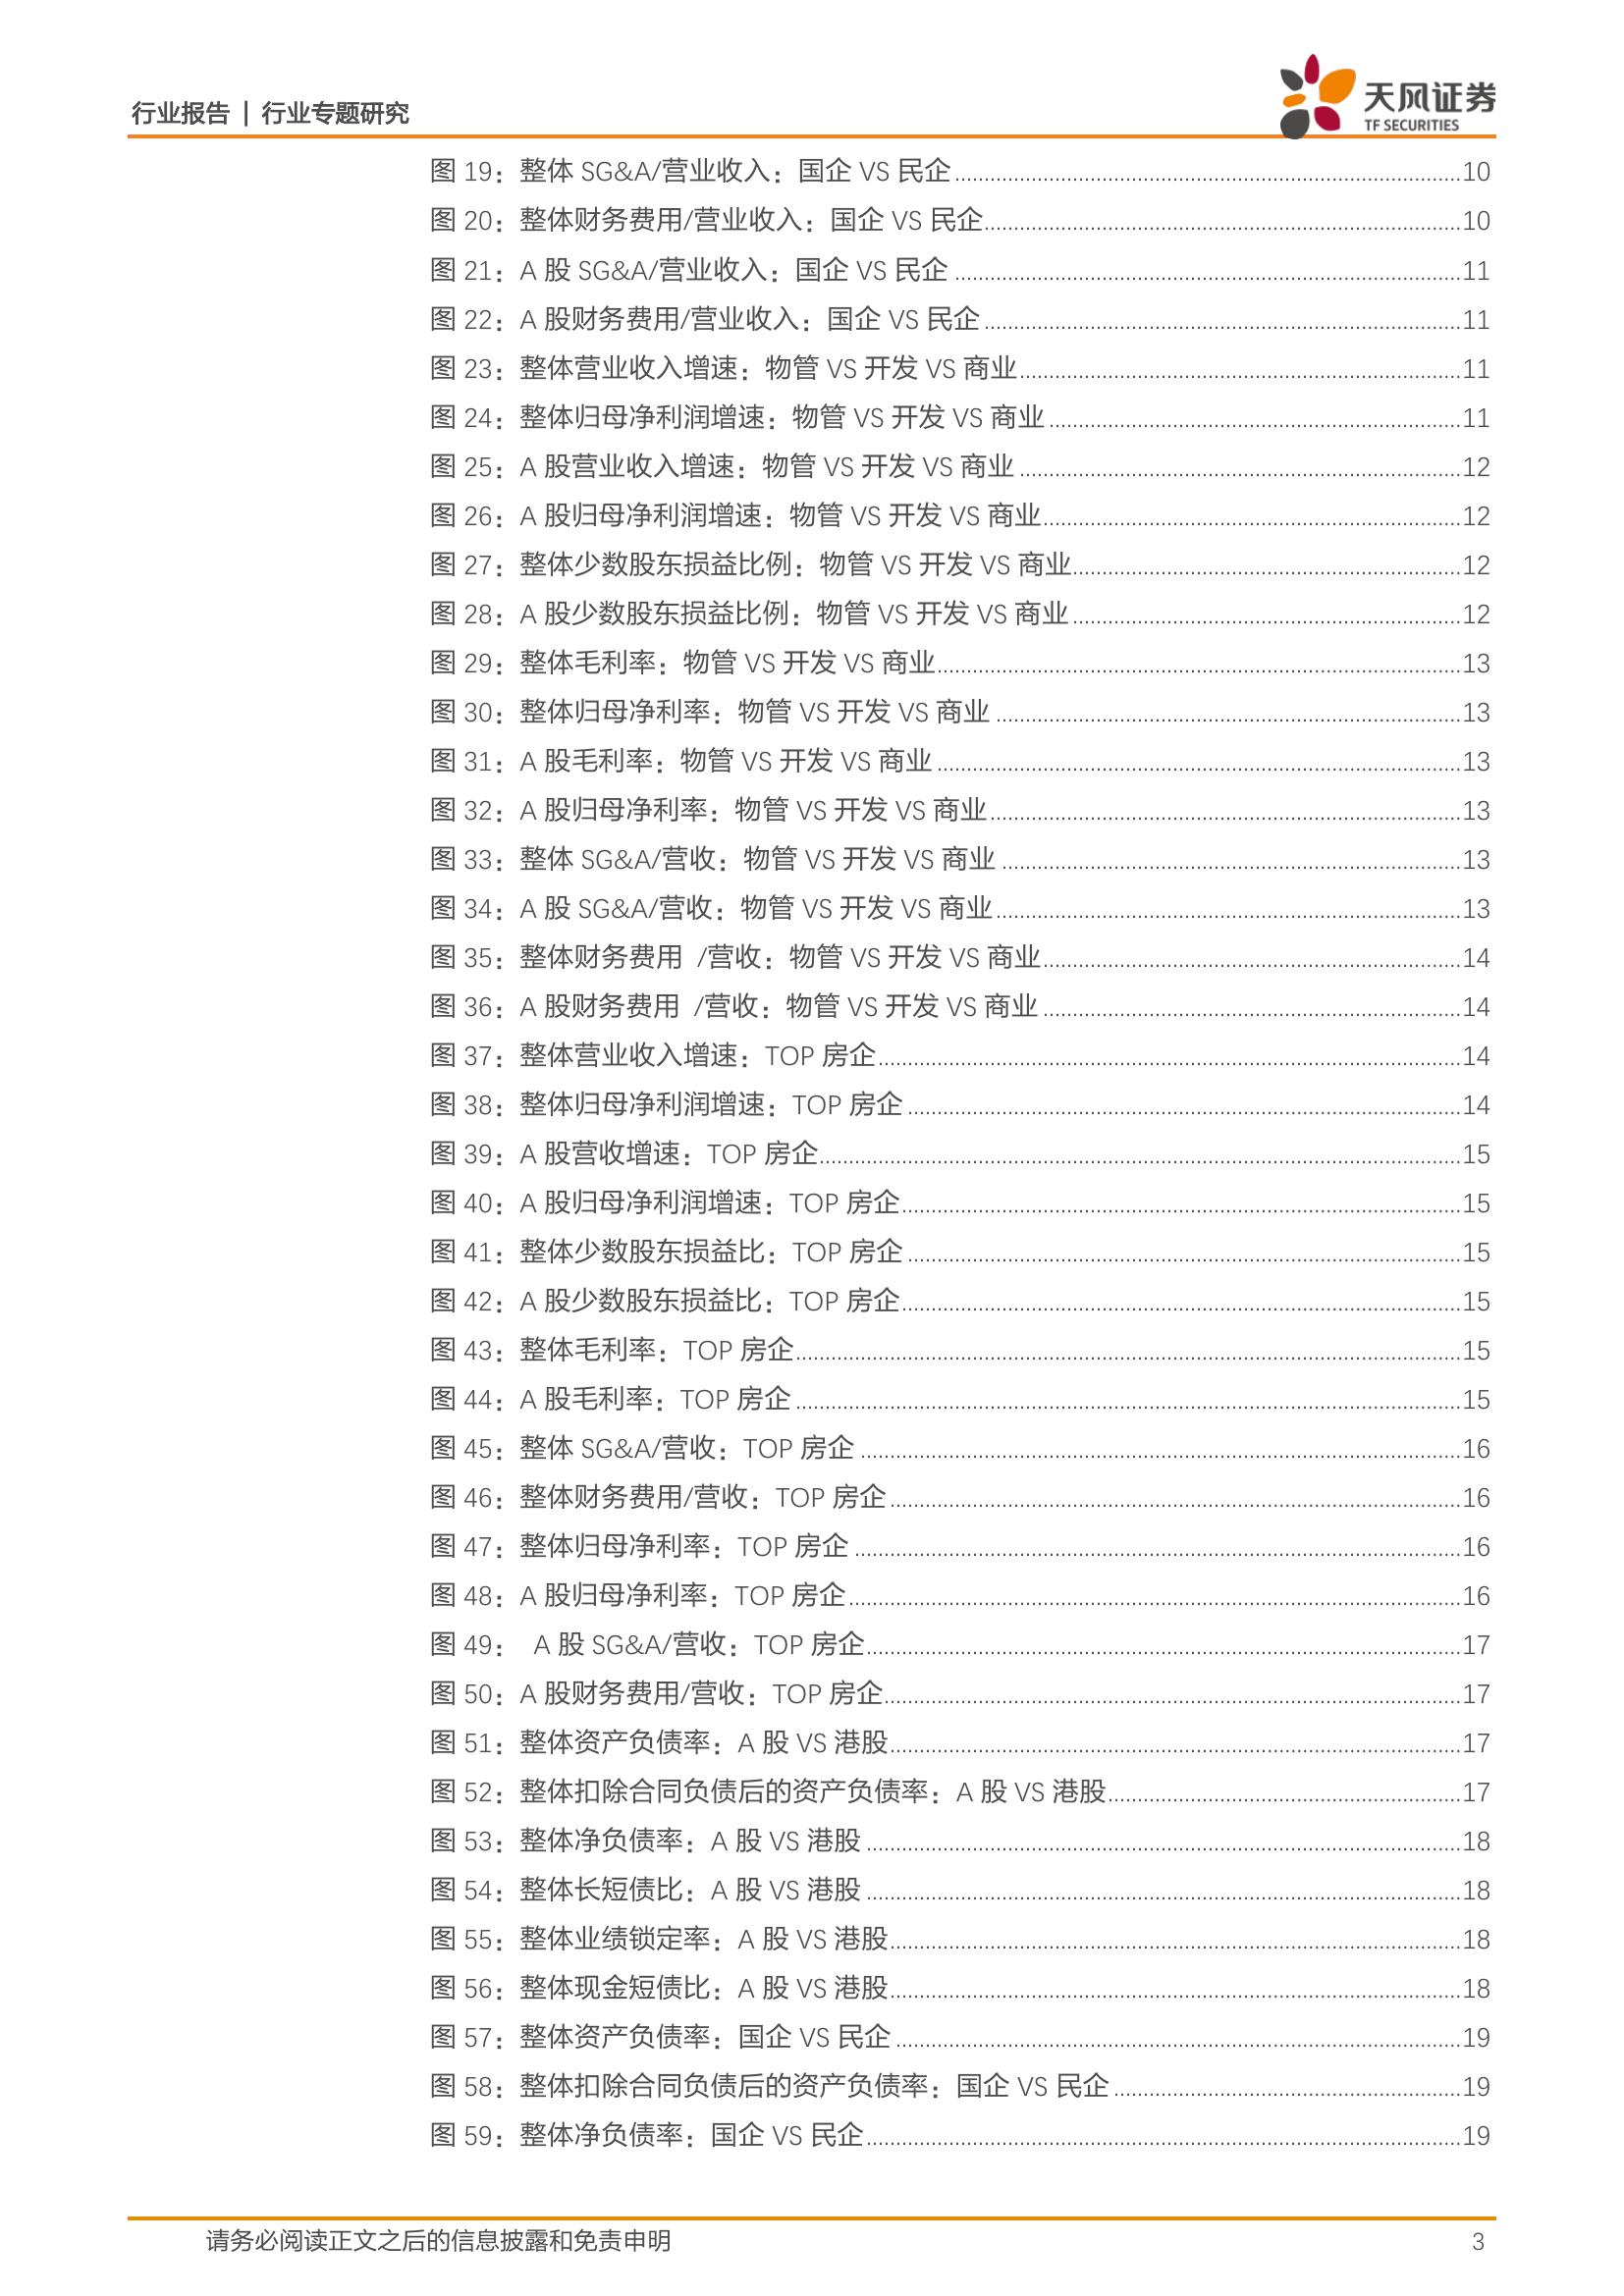 行业报告 | 行业专题研究
天风证券
TF SECURITIES
图 19：整体 SG&A/营业收入：国企 VS 民企 10
图 20：整体财务费用/营业收入：国企 VS 民企 10
图 21：A 股 SG&A/营业收入：国企 VS 民企 11
图 22：A 股财务费用/营业收入：国企 VS 民企 11
图 23：整体营业收入增速：物管 VS 开发 VS 商业 11
图 24：整体归母净利润增速：物管 VS 开发 VS 商业 11
图 25：A 股营业收入增速：物管 VS 开发 VS 商业 12
图 26：A 股归母净利润增速：物管 VS 开发 VS 商业 12
图 27：整体少数股东损益比例：物管 VS 开发 VS 商业 12
图 28：A 股少数股东损益比例：物管 VS 开发 VS 商业 12
图 29：整体毛利率：物管 VS 开发 VS 商业 13
图 30：整体归母净利率：物管 VS 开发 VS 商业 13
图 31：A 股毛利率：物管 VS 开发 VS 商业 13
图 32：A 股归母净利率：物管 VS 开发 VS 商业 13
图 33：整体 SG&A/营收：物管 VS 开发 VS 商业 13
图 34：A 股 SG&A/营收：物管 VS 开发 VS 商业 13
图 35：整体财务费用 /营收：物管 VS 开发 VS 商业 14
图 36：A 股财务费用 /营收：物管 VS 开发 VS 商业 14
图 37：整体营业收入增速：TOP 房企 14
图 38：整体归母净利润增速：TOP 房企 14
图 39：A 股营收增速：TOP 房企 15
图 40：A 股归母净利润增速：TOP 房企 15
图 41：整体少数股东损益比：TOP 房企 15
图 42：A 股少数股东损益比：TOP 房企 15
图 43：整体毛利率：TOP 房企 15
图 44：A 股毛利率：TOP 房企 15
图 45：整体 SG&A/营收：TOP 房企 16
图 46：整体财务费用/营收：TOP 房企 16
图 47：整体归母净利率：TOP 房企 16
图 48：A 股归母净利率：TOP 房企 16
图 49： A 股 SG&A/营收：TOP 房企 17
图 50：A 股财务费用/营收：TOP 房企 17
图 51：整体资产负债率：A 股 VS 港股 17
图 52：整体扣除合同负债后的资产负债率：A 股 VS 港股 17
图 53：整体净负债率：A 股 VS 港股 18
图 54：整体长短债比：A 股 VS 港股 18
图 55：整体业绩锁定率：A 股 VS 港股 18
图 56：整体现金短债比：A 股 VS 港股 18
图 57：整体资产负债率：国企 VS 民企 19
图 58：整体扣除合同负债后的资产负债率：国企 VS 民企 19
图 59：整体净负债率：国企 VS 民企 19
请务必阅读正文之后的信息披露和免责申明 3